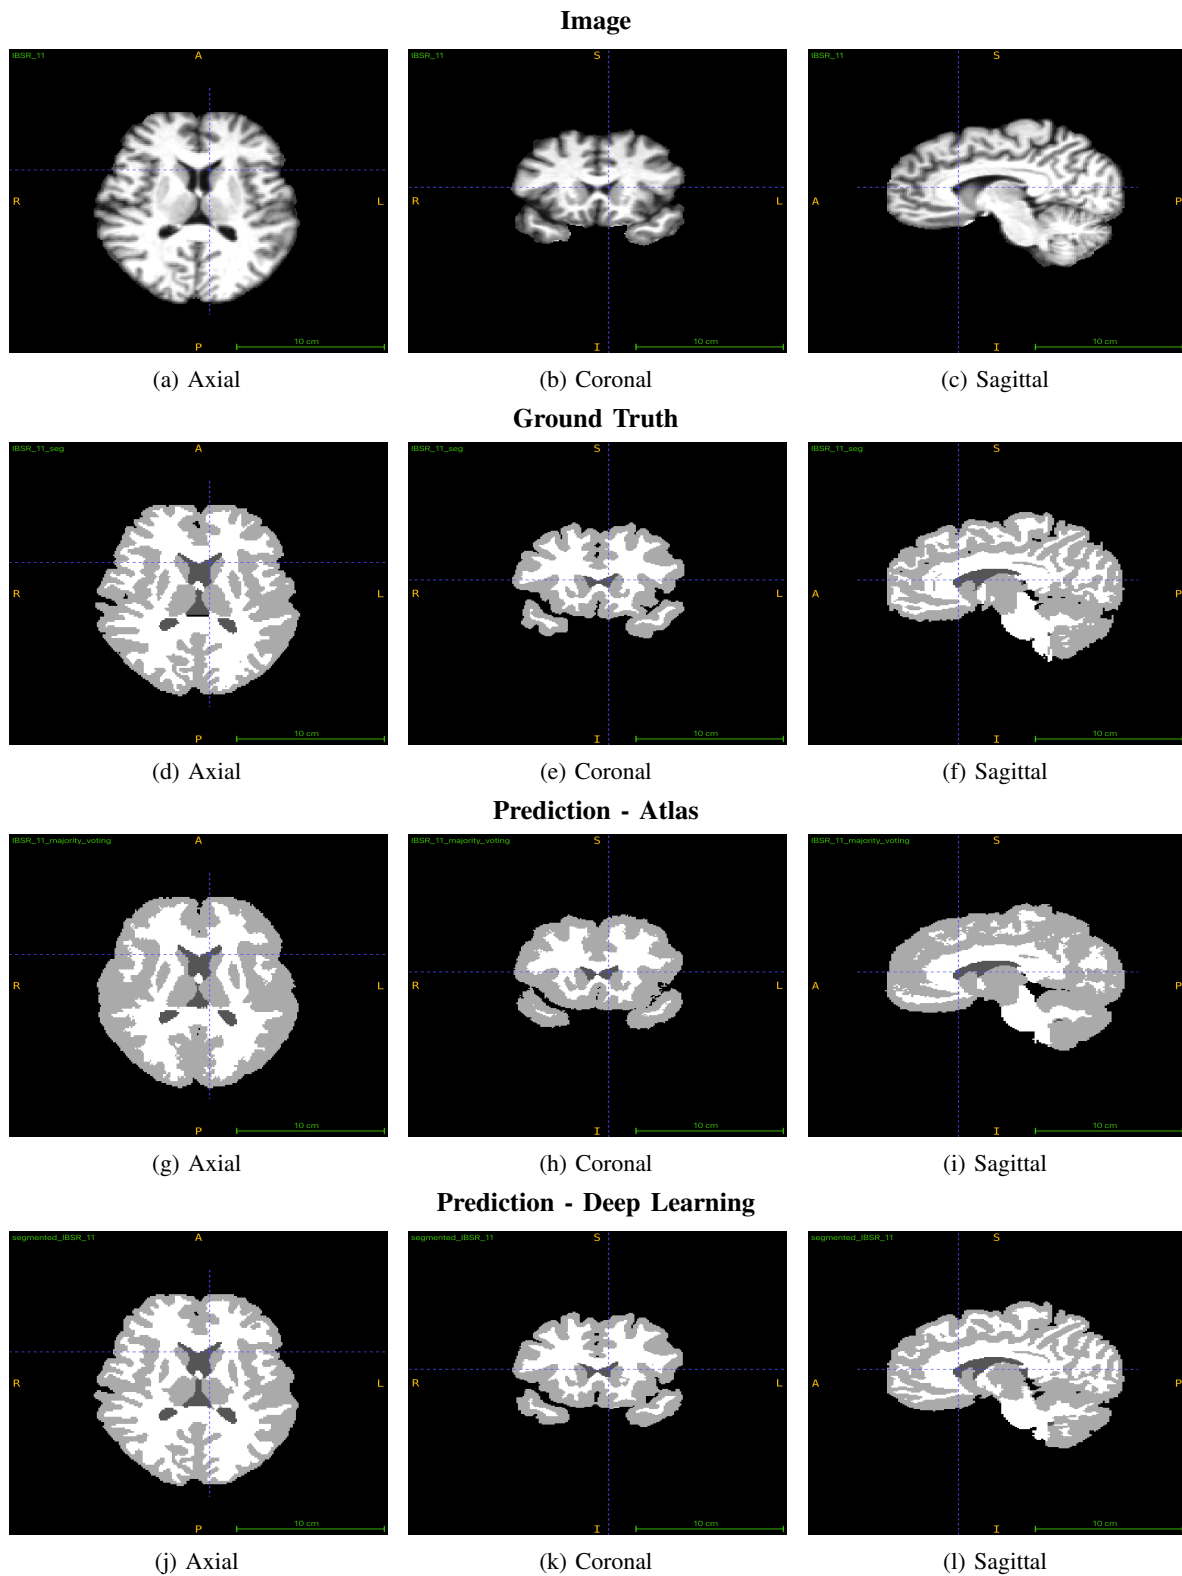 Image
IBSR_11
A
R
L
P
10 cm
IBSR_11
S
L
I
10 cm
IBSR_11
S
A
P
I
10 cm
(a) Axial
(b) Coronal
(c) Sagittal
Ground Truth
IBSR_11_seg
A
R
L
P
10 cm
IBSR_11_seg
S
L
I
10 cm
IBSR_11_seg
S
A
P
I
10 cm
(d) Axial
(e) Coronal
(f) Sagittal
Prediction - Atlas
IBSR_11_majority_voting
A
R
L
P
10 cm
IBSR_11_majority_voting
S
L
I
10 cm
IBSR_11_majority_voting
S
A
P
I
10 cm
(g) Axial
(h) Coronal
(i) Sagittal
Prediction - Deep Learning
segmented_IBSR_11
A
R
L
P
10 cm
segmented_IBSR_11
S
L
I
10 cm
segmented_IBSR_11
S
A
P
I
10 cm
(j) Axial
(k) Coronal
(l) Sagittal